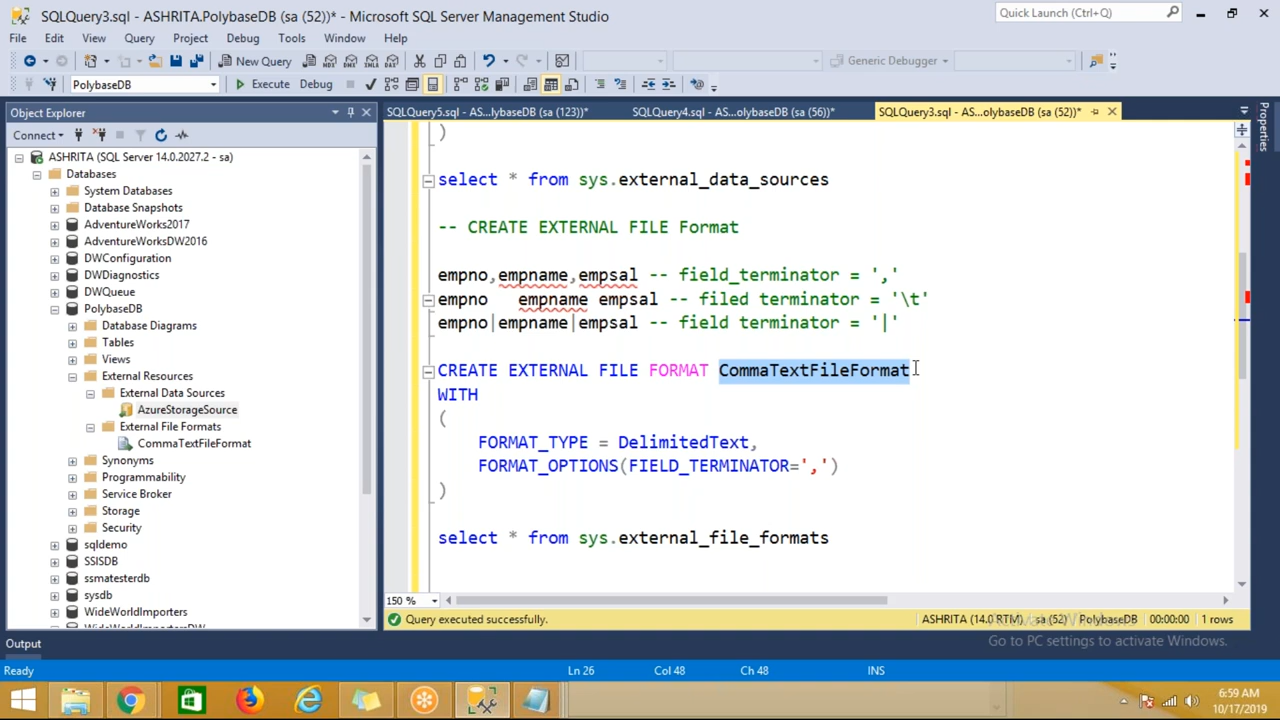 SQLQuery3.sql - ASHRITA.PolybaseDB (sa (52))* - Microsoft SQL Server Management Studio
Quick Launch (Ctrl+Q)
File Edit View Query Project Debug Tools Window Help
New Query
Generic Debugger
PolybaseDB
Execute Debug
Object Explorer
SQLQuery5.sql - AS...lybaseDB (sa (123))*
SQLQuery4.sql - AS...olybaseDB (sa (56))*
SQLQuery3.sql - AS...olybaseDB (sa (52))*
Properties
Connect
ASHRITA (SQL Server 14.0.2027.2 - sa)
Databases
System Databases
Database Snapshots
AdventureWorks2017
AdventureWorksDW2016
DWConfiguration
DWDiagnostics
DWQueue
PolybaseDB
Database Diagrams
Tables
Views
External Resources
External Data Sources
AzureStorageSource
External File Formats
CommaTextFileFormat
Synonyms
Programmability
Service Broker
Storage
Security
sqldemo
SSISDB
ssmatesterdb
sysdb
WideWorldImporters
WideWorldImportersDW
)
select * from sys.external_data_sources
-- CREATE EXTERNAL FILE Format
empno,empname,empsal -- field_terminator = ','
empno   empname empsal -- filed terminator = '\t'
empno|empname|empsal -- field terminator = '|'
CREATE EXTERNAL FILE FORMAT CommaTextFileFormat
WITH
(
FORMAT_TYPE = DelimitedText,
FORMAT_OPTIONS(FIELD_TERMINATOR=',')
)
select * from sys.external_file_formats
150 %
Query executed successfully.
ASHRITA (14.0 RTM) sa (52) PolybaseDB 00:00:00 1 rows
Activate Windows
Go to PC settings to activate Windows.
Output
Ready
Ln 26 Col 48 Ch 48 INS
6:59 AM
10/17/2019